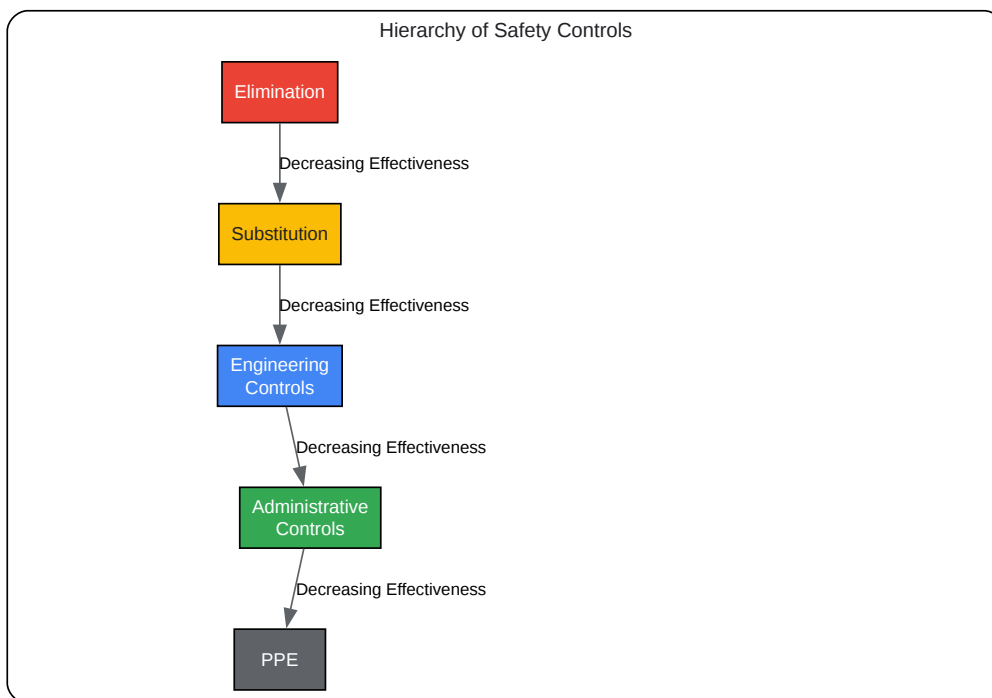 Hierarchy of Safety Controls
Elimination
Decreasing Effectiveness
Substitution
Decreasing Effectiveness
Engineering
Controls
Decreasing Effectiveness
Administrative
Controls
Decreasing Effectiveness
PPE